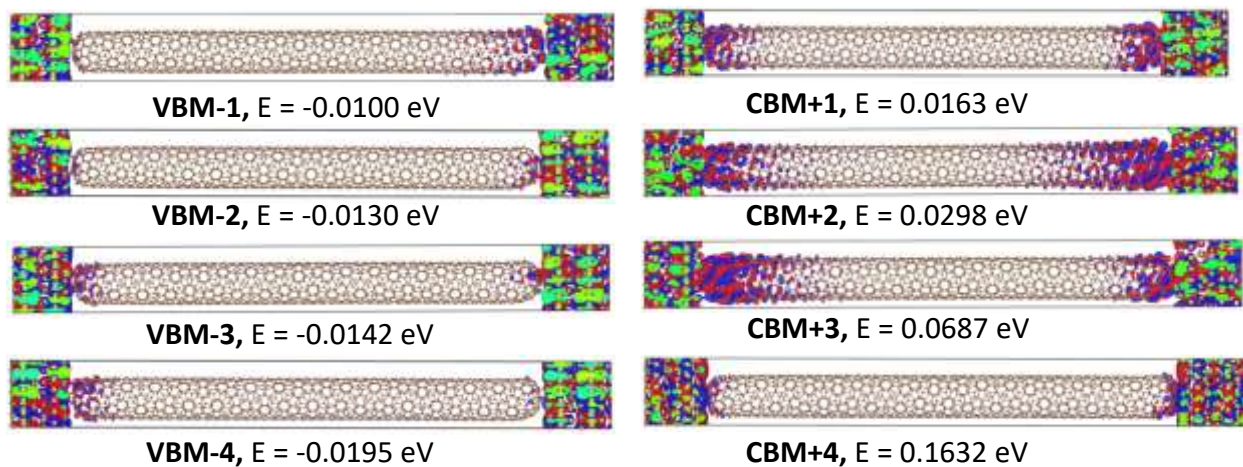 VBM-1, E = -0.0100 eV
CBM+1, E = 0.0163 eV
VBM-2, E = -0.0130 eV
CBM+2, E = 0.0298 eV
VBM-3, E = -0.0142 eV
CBM+3, E = 0.0687 eV
VBM-4, E = -0.0195 eV
CBM+4, E = 0.1632 eV